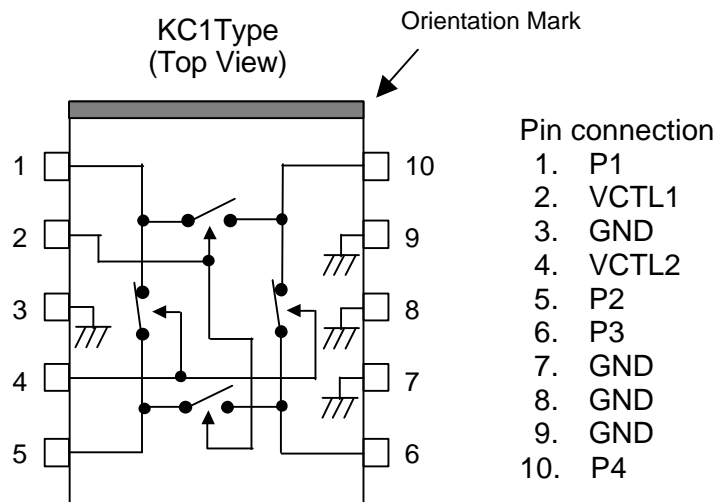 KC1Type
(Top View)
Orientation Mark
1
2
3
4
5
10
9
8
7
6
Pin connection
1. P1
2. VCTL1
3. GND
4. VCTL2
5. P2
6. P3
7. GND
8. GND
9. GND
10. P4